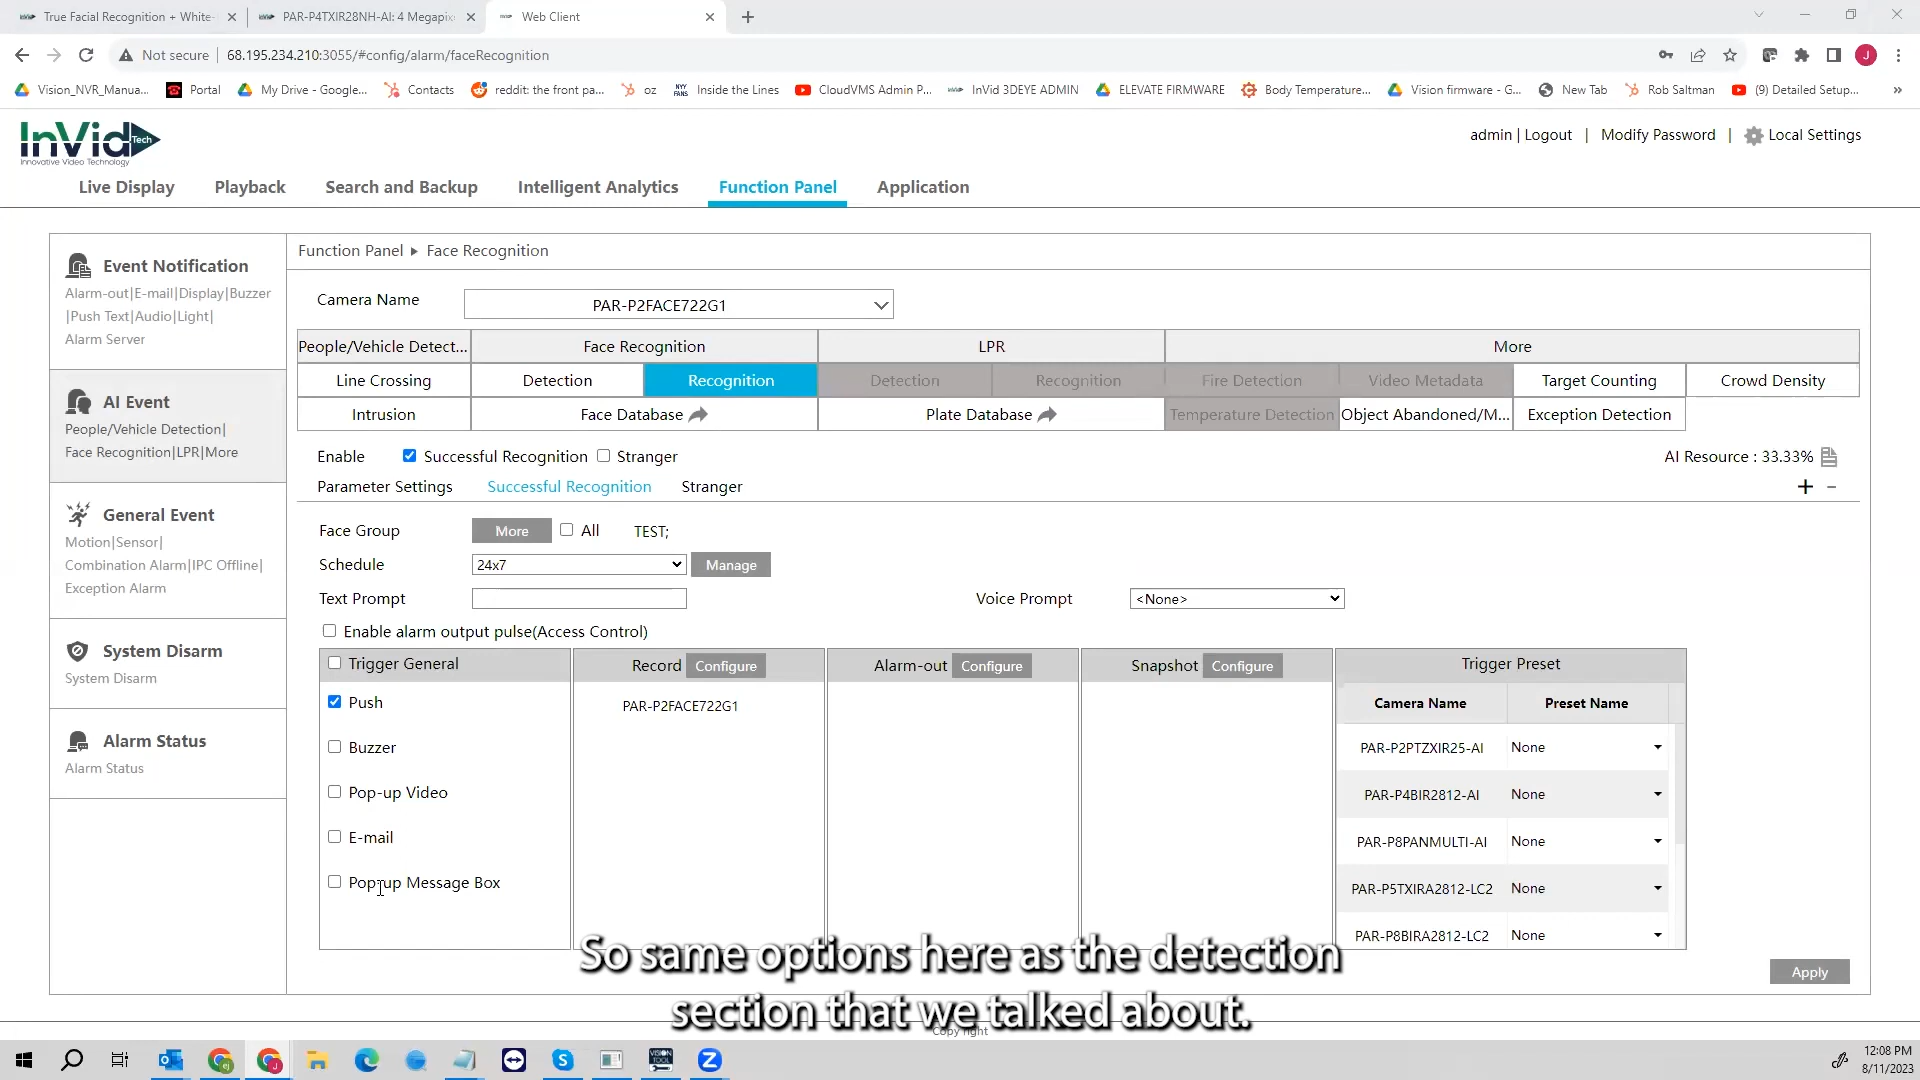 True Facial Recognition + White-
PAR-P4TXIR28NH-AI: 4 Megapix
Web Client
Not secure
68.195.234.210:3055/#config/alarm/faceRecognition
J
Vision_NVR_Manua...
Portal
My Drive - Google...
Contacts
reddit: the front pa...
oz
NYY FANS
Inside the Lines
CloudVMS Admin P...
InVid 3DEYE ADMIN
ELEVATE FIRMWARE
Body Temperature...
Vision firmware - G...
New Tab
Rob Saltman
(9) Detailed Setup...
»
InVid Tech
Innovative Video Technology
admin | Logout | Modify Password | Local Settings
Live Display
Playback
Search and Backup
Intelligent Analytics
Function Panel
Application
Event Notification
Alarm-out|E-mail|Display|Buzzer
|Push Text|Audio|Light|
Alarm Server
AI Event
People/Vehicle Detection|
Face Recognition|LPR|More
General Event
Motion|Sensor|
Combination Alarm|IPC Offline|
Exception Alarm
System Disarm
System Disarm
Alarm Status
Alarm Status
Function Panel ▸ Face Recognition
Camera Name
PAR-P2FACE722G1
People/Vehicle Detect...
Face Recognition
LPR
More
Line Crossing
Detection
Recognition
Detection
Recognition
Fire Detection
Video Metadata
Target Counting
Crowd Density
Intrusion
Face Database
Plate Database
Temperature Detection
Object Abandoned/M...
Exception Detection
Enable
Successful Recognition
Stranger
AI Resource : 33.33%
Parameter Settings
Successful Recognition
Stranger
+ −
Face Group
More
All
TEST;
Schedule
24x7
Manage
Text Prompt
Voice Prompt
<None>
Enable alarm output pulse(Access Control)
Trigger General
Record
Configure
Alarm-out
Configure
Snapshot
Configure
Trigger Preset
Push
Buzzer
Pop-up Video
E-mail
Pop-up Message Box
PAR-P2FACE722G1
Camera Name
Preset Name
PAR-P2PTZXIR25-AI
None
PAR-P4BIR2812-AI
None
PAR-P8PANMULTI-AI
None
PAR-P5TXIRA2812-LC2
None
PAR-P8BIRA2812-LC2
None
Apply
So same options here as the detection
section that we talked about.
Copy right
12:08 PM
8/11/2023